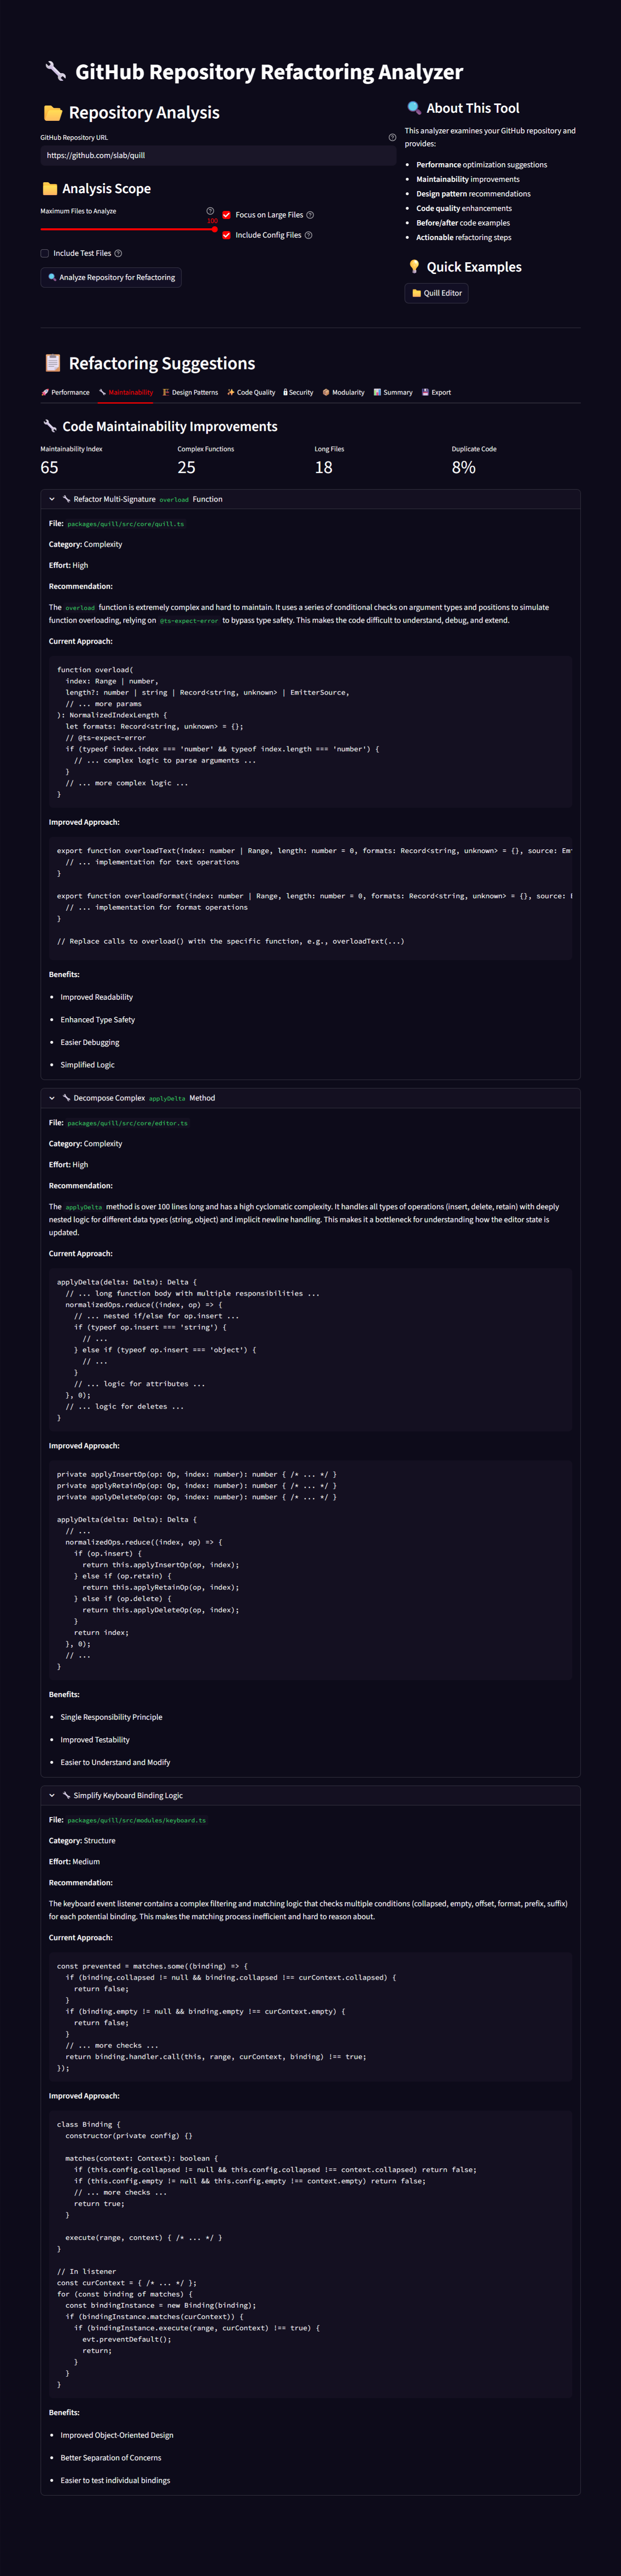 GitHub Repository Refactoring Analyzer
Repository Analysis
GitHub Repository URL
https://github.com/slab/quill
Analysis Scope
Maximum Files to Analyze
100
Focus on Large Files
Include Config Files
Include Test Files
Analyze Repository for Refactoring
About This Tool
This analyzer examines your GitHub repository and
provides:
• Performance optimization suggestions
• Maintainability improvements
• Design pattern recommendations
• Code quality enhancements
• Before/after code examples
• Actionable refactoring steps
Quick Examples
Quill Editor
Refactoring Suggestions
Performance Maintainability Design Patterns Code Quality Security Modularity Summary Export
Code Maintainability Improvements
Maintainability Index Complex Functions Long Files Duplicate Code
65 25 18 8%
Refactor Multi-Signature overload Function
File: packages/quill/src/core/quill.ts
Category: Complexity
Effort: High
Recommendation:
The overload function is extremely complex and hard to maintain. It uses a series of conditional checks on argument types and positions to simulate
function overloading, relying on @ts-expect-error to bypass type safety. This makes the code difficult to understand, debug, and extend.
Current Approach:
function overload(
  index: Range | number,
  length?: number | string | Record<string, unknown> | EmitterSource,
  // ... more params
): NormalizedIndexLength {
  let formats: Record<string, unknown> = {};
  // @ts-expect-error
  if (typeof index.index === 'number' && typeof index.length === 'number') {
    // ... complex logic to parse arguments ...
  }
  // ... more complex logic ...
}
Improved Approach:
export function overloadText(index: number | Range, length: number = 0, formats: Record<string, unknown> = {}, source: Emi
  // ... implementation for text operations
}
export function overloadFormat(index: number | Range, length: number = 0, formats: Record<string, unknown> = {}, source:
  // ... implementation for format operations
}
// Replace calls to overload() with the specific function, e.g., overloadText(...)
Benefits:
• Improved Readability
• Enhanced Type Safety
• Easier Debugging
• Simplified Logic
Decompose Complex applyDelta Method
File: packages/quill/src/core/editor.ts
Category: Complexity
Effort: High
Recommendation:
The applyDelta method is over 100 lines long and has a high cyclomatic complexity. It handles all types of operations (insert, delete, retain) with deeply
nested logic for different data types (string, object) and implicit newline handling. This makes it a bottleneck for understanding how the editor state is
updated.
Current Approach:
applyDelta(delta: Delta): Delta {
  // ... long function body with multiple responsibilities ...
  normalizedOps.reduce((index, op) => {
    // ... nested if/else for op.insert ...
    if (typeof op.insert === 'string') {
      // ...
    } else if (typeof op.insert === 'object') {
      // ...
    }
    // ... logic for attributes ...
  }, 0);
  // ... logic for deletes ...
}
Improved Approach:
private applyInsertOp(op: Op, index: number): number { /* ... */ }
private applyRetainOp(op: Op, index: number): number { /* ... */ }
private applyDeleteOp(op: Op, index: number): number { /* ... */ }
applyDelta(delta: Delta): Delta {
  // ...
  normalizedOps.reduce((index, op) => {
    if (op.insert) {
      return this.applyInsertOp(op, index);
    } else if (op.retain) {
      return this.applyRetainOp(op, index);
    } else if (op.delete) {
      return this.applyDeleteOp(op, index);
    }
    return index;
  }, 0);
  // ...
}
Benefits:
• Single Responsibility Principle
• Improved Testability
• Easier to Understand and Modify
Simplify Keyboard Binding Logic
File: packages/quill/src/modules/keyboard.ts
Category: Structure
Effort: Medium
Recommendation:
The keyboard event listener contains a complex filtering and matching logic that checks multiple conditions (collapsed, empty, offset, format, prefix, suffix)
for each potential binding. This makes the matching process inefficient and hard to reason about.
Current Approach:
const prevented = matches.some((binding) => {
  if (binding.collapsed != null && binding.collapsed !== curContext.collapsed) {
    return false;
  }
  if (binding.empty != null && binding.empty !== curContext.empty) {
    return false;
  }
  // ... more checks ...
  return binding.handler.call(this, range, curContext, binding) !== true;
});
Improved Approach:
class Binding {
  constructor(private config) {}
  matches(context: Context): boolean {
    if (this.config.collapsed != null && this.config.collapsed !== context.collapsed) return false;
    if (this.config.empty != null && this.config.empty !== context.empty) return false;
    // ... more checks ...
    return true;
  }
  execute(range, context) { /* ... */ }
}
// In listener
const curContext = { /* ... */ };
for (const binding of matches) {
  const bindingInstance = new Binding(binding);
  if (bindingInstance.matches(curContext)) {
    if (bindingInstance.execute(range, curContext) !== true) {
      evt.preventDefault();
      return;
    }
  }
}
Benefits:
• Improved Object-Oriented Design
• Better Separation of Concerns
• Easier to test individual bindings